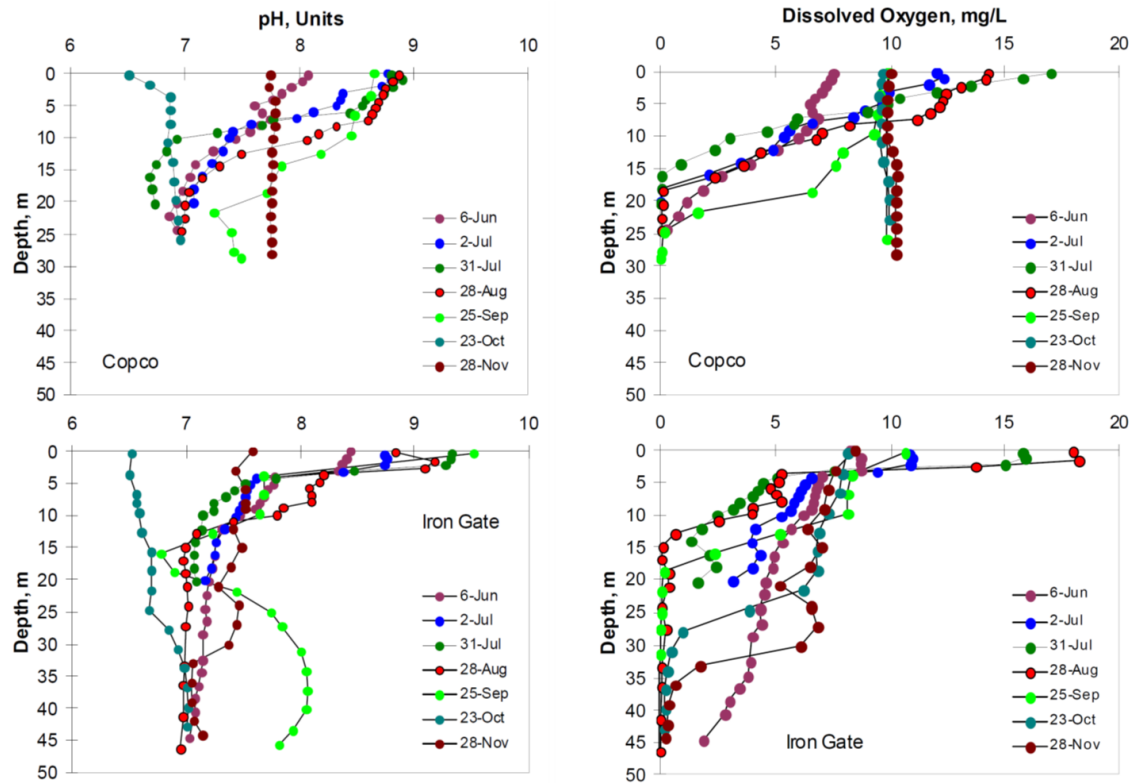 pH, Units
6 7 8 9 10
0
5
10
15
20
25
30
35
40
45
50
Depth, m
6-Jun
2-Jul
31-Jul
28-Aug
25-Sep
23-Oct
28-Nov
Copco
Dissolved Oxygen, mg/L
0 5 10 15 20
0
5
10
15
20
25
30
35
40
45
50
Depth, m
6-Jun
2-Jul
31-Jul
28-Aug
25-Sep
23-Oct
28-Nov
Copco
6 7 8 9 10
0
5
10
15
20
25
30
35
40
45
50
Depth, m
Iron Gate
6-Jun
2-Jul
31-Jul
28-Aug
25-Sep
23-Oct
28-Nov
0 5 10 15 20
0
5
10
15
20
25
30
35
40
45
50
Depth, m
6-Jun
2-Jul
31-Jul
28-Aug
25-Sep
23-Oct
28-Nov
Iron Gate